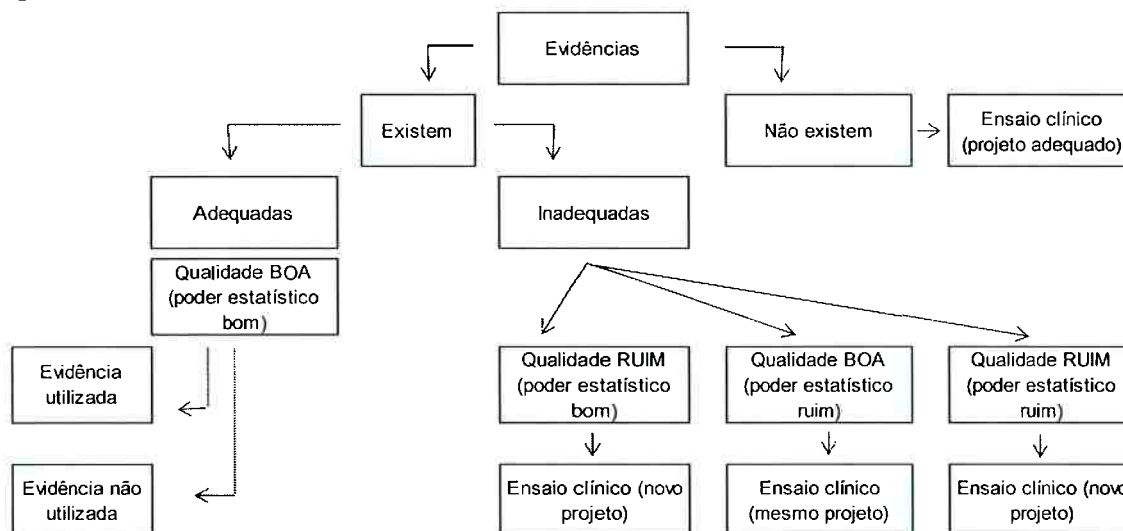 Evidências
Existem
Não existem
Ensaio clínico
(projeto adequado)
Adequadas
Inadequadas
Qualidade BOA
(poder estatístico
bom)
Evidência
utilizada
Evidência não
utilizada
Qualidade RUIM
(poder estatístico
bom)
Qualidade BOA
(poder estatístico
ruim)
Qualidade RUIM
(poder estatístico
ruim)
Ensaio clínico (novo
projeto)
Ensaio clínico
(mesmo projeto)
Ensaio clínico (novo
projeto)